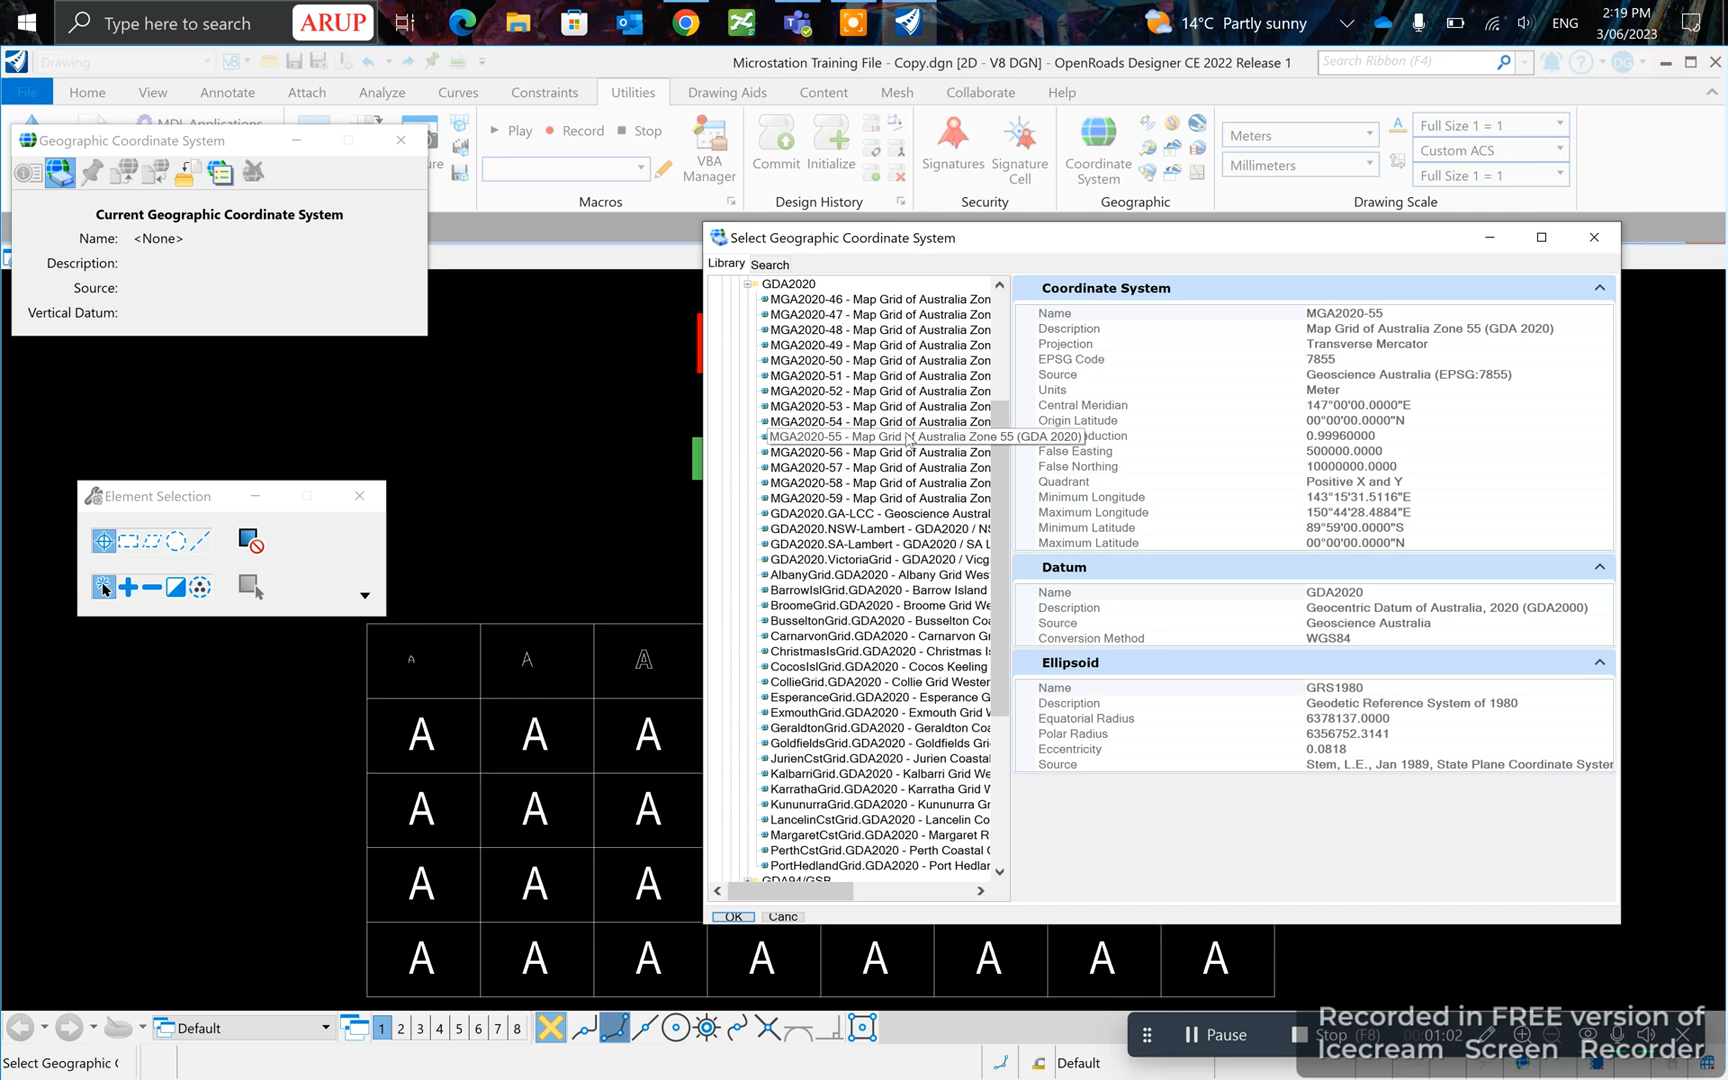 Type here to search
ARUP
14°C Partly sunny
ENG
2:19 PM
3/06/2023
Drawing
Microstation Training File - Copy.dgn [2D - V8 DGN] - OpenRoads Designer CE 2022 Release 1
Search Ribbon (F4)
File Home View Annotate Attach Analyze Curves Constraints Utilities Drawing Aids Content Mesh Collaborate Help
MDL Applications
Play Record Stop
VBA Manager
Macros
Commit Initialize
Design History
Signatures Signature Cell
Security
Coordinate System
Geographic
Meters
Millimeters
Full Size 1 = 1
Custom ACS
Full Size 1 = 1
Drawing Scale
Geographic Coordinate System
Current Geographic Coordinate System
Name: <None>
Description:
Source:
Vertical Datum:
Element Selection
Select Geographic Coordinate System
Library Search
GDA2020
MGA2020-46 - Map Grid of Australia Zon
MGA2020-47 - Map Grid of Australia Zon
MGA2020-48 - Map Grid of Australia Zon
MGA2020-49 - Map Grid of Australia Zon
MGA2020-50 - Map Grid of Australia Zon
MGA2020-51 - Map Grid of Australia Zon
MGA2020-52 - Map Grid of Australia Zon
MGA2020-53 - Map Grid of Australia Zon
MGA2020-54 - Map Grid of Australia Zon
MGA2020-55 - Map Grid of Australia Zone 55 (GDA 2020)
MGA2020-56 - Map Grid of Australia Zon
MGA2020-57 - Map Grid of Australia Zon
MGA2020-58 - Map Grid of Australia Zon
MGA2020-59 - Map Grid of Australia Zon
GDA2020.GA-LCC - Geoscience Austral
GDA2020.NSW-Lambert - GDA2020 / NS
GDA2020.SA-Lambert - GDA2020 / SA L
GDA2020.VictoriaGrid - GDA2020 / Vicg
AlbanyGrid.GDA2020 - Albany Grid Wes
BarrowIslGrid.GDA2020 - Barrow Island
BroomeGrid.GDA2020 - Broome Grid We
BusseltonGrid.GDA2020 - Busselton Coa
CarnarvonGrid.GDA2020 - Carnarvon Gr
ChristmasIsGrid.GDA2020 - Christmas Is
CocosIslGrid.GDA2020 - Cocos Keeling
CollieGrid.GDA2020 - Collie Grid Wester
EsperanceGrid.GDA2020 - Esperance G
ExmouthGrid.GDA2020 - Exmouth Grid W
GeraldtonGrid.GDA2020 - Geraldton Coa
GoldfieldsGrid.GDA2020 - Goldfields Gri
JurienCstGrid.GDA2020 - Jurien Coastal
KalbarriGrid.GDA2020 - Kalbarri Grid We
KarrathaGrid.GDA2020 - Karratha Grid W
KununurraGrid.GDA2020 - Kununurra Gr
LancelinCstGrid.GDA2020 - Lancelin Co
MargaretCstGrid.GDA2020 - Margaret R
PerthCstGrid.GDA2020 - Perth Coastal G
PortHedlandGrid.GDA2020 - Port Hedlar
GDA94/GSB
OK Canc
Coordinate System
Name MGA2020-55
Description Map Grid of Australia Zone 55 (GDA 2020)
Projection Transverse Mercator
EPSG Code 7855
Source Geoscience Australia (EPSG:7855)
Units Meter
Central Meridian 147°00'00.0000"E
Origin Latitude 00°00'00.0000"N
duction 0.99960000
False Easting 500000.0000
False Northing 10000000.0000
Quadrant Positive X and Y
Minimum Longitude 143°15'31.5116"E
Maximum Longitude 150°44'28.4884"E
Minimum Latitude 89°59'00.0000"S
Maximum Latitude 00°00'00.0000"N
Datum
Name GDA2020
Description Geocentric Datum of Australia, 2020 (GDA2000)
Source Geoscience Australia
Conversion Method WGS84
Ellipsoid
Name GRS1980
Description Geodetic Reference System of 1980
Equatorial Radius 6378137.0000
Polar Radius 6356752.3141
Eccentricity 0.0818
Source Stem, L.E., Jan 1989, State Plane Coordinate Syster
A A A
A A A
A A A
A A A
A A A A A A A A
Default
1 2 3 4 5 6 7 8
Pause Stop (F8) 00:01:02
Recorded in FREE version of
Icecream Screen Recorder
Select Geographic C
Default